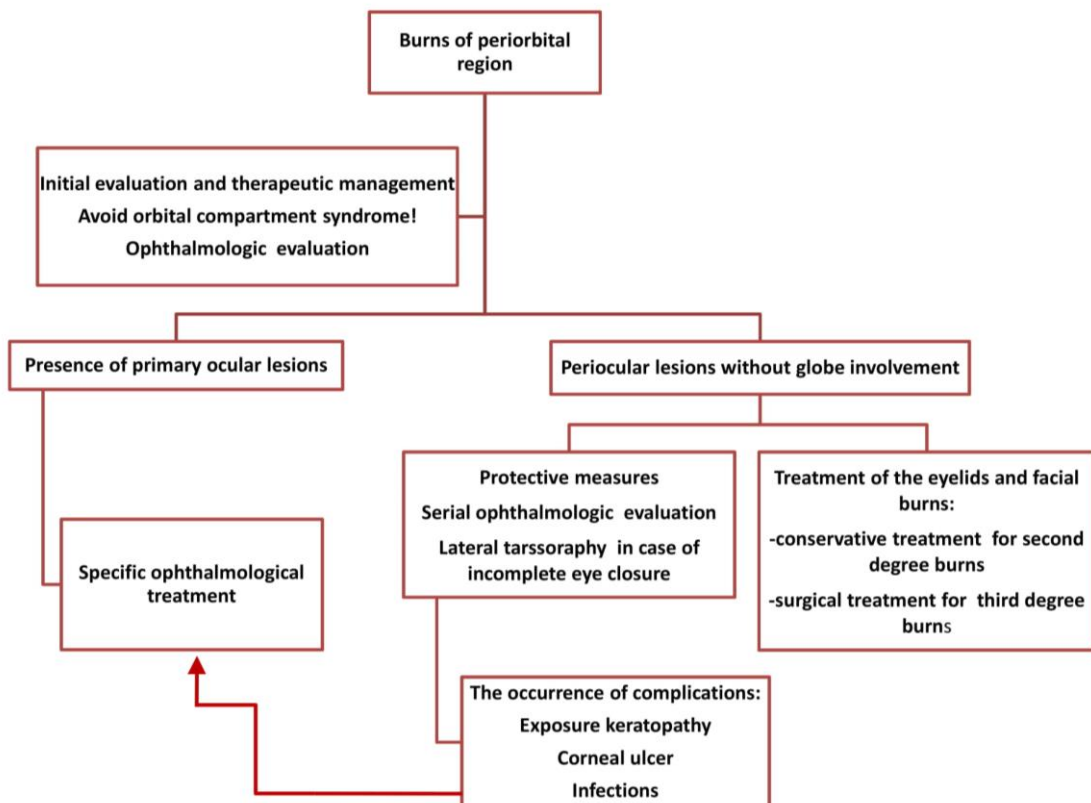 Burns of periorbital
region
Initial evaluation and therapeutic management
Avoid orbital compartment syndrome!
Ophthalmologic evaluation
Presence of primary ocular lesions
Periocular lesions without globe involvement
Specific ophthalmological
treatment
Protective measures
Serial ophthalmologic evaluation
Lateral tarssoraphy in case of
incomplete eye closure
Treatment of the eyelids and facial
burns:
-conservative treatment for second
degree burns
-surgical treatment for third degree
burns
The occurrence of complications:
Exposure keratopathy
Corneal ulcer
Infections